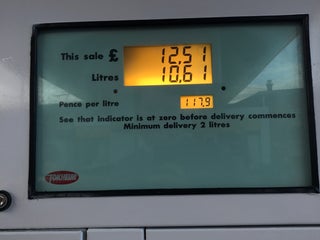 This sale £ 12.51
Litres 10.61
Pence per litre 117.9
See that indicator is at zero before delivery commences
Minimum delivery 2 litres
TOKHEIM